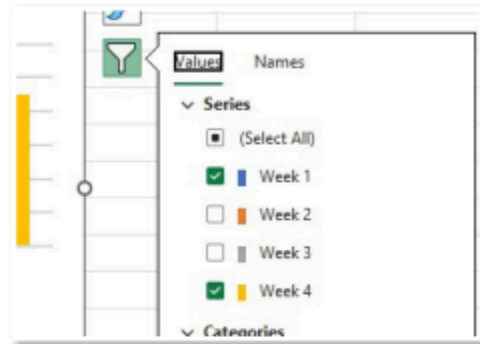 Values Names
Series
(Select All)
Week 1
Week 2
Week 3
Week 4
Categories